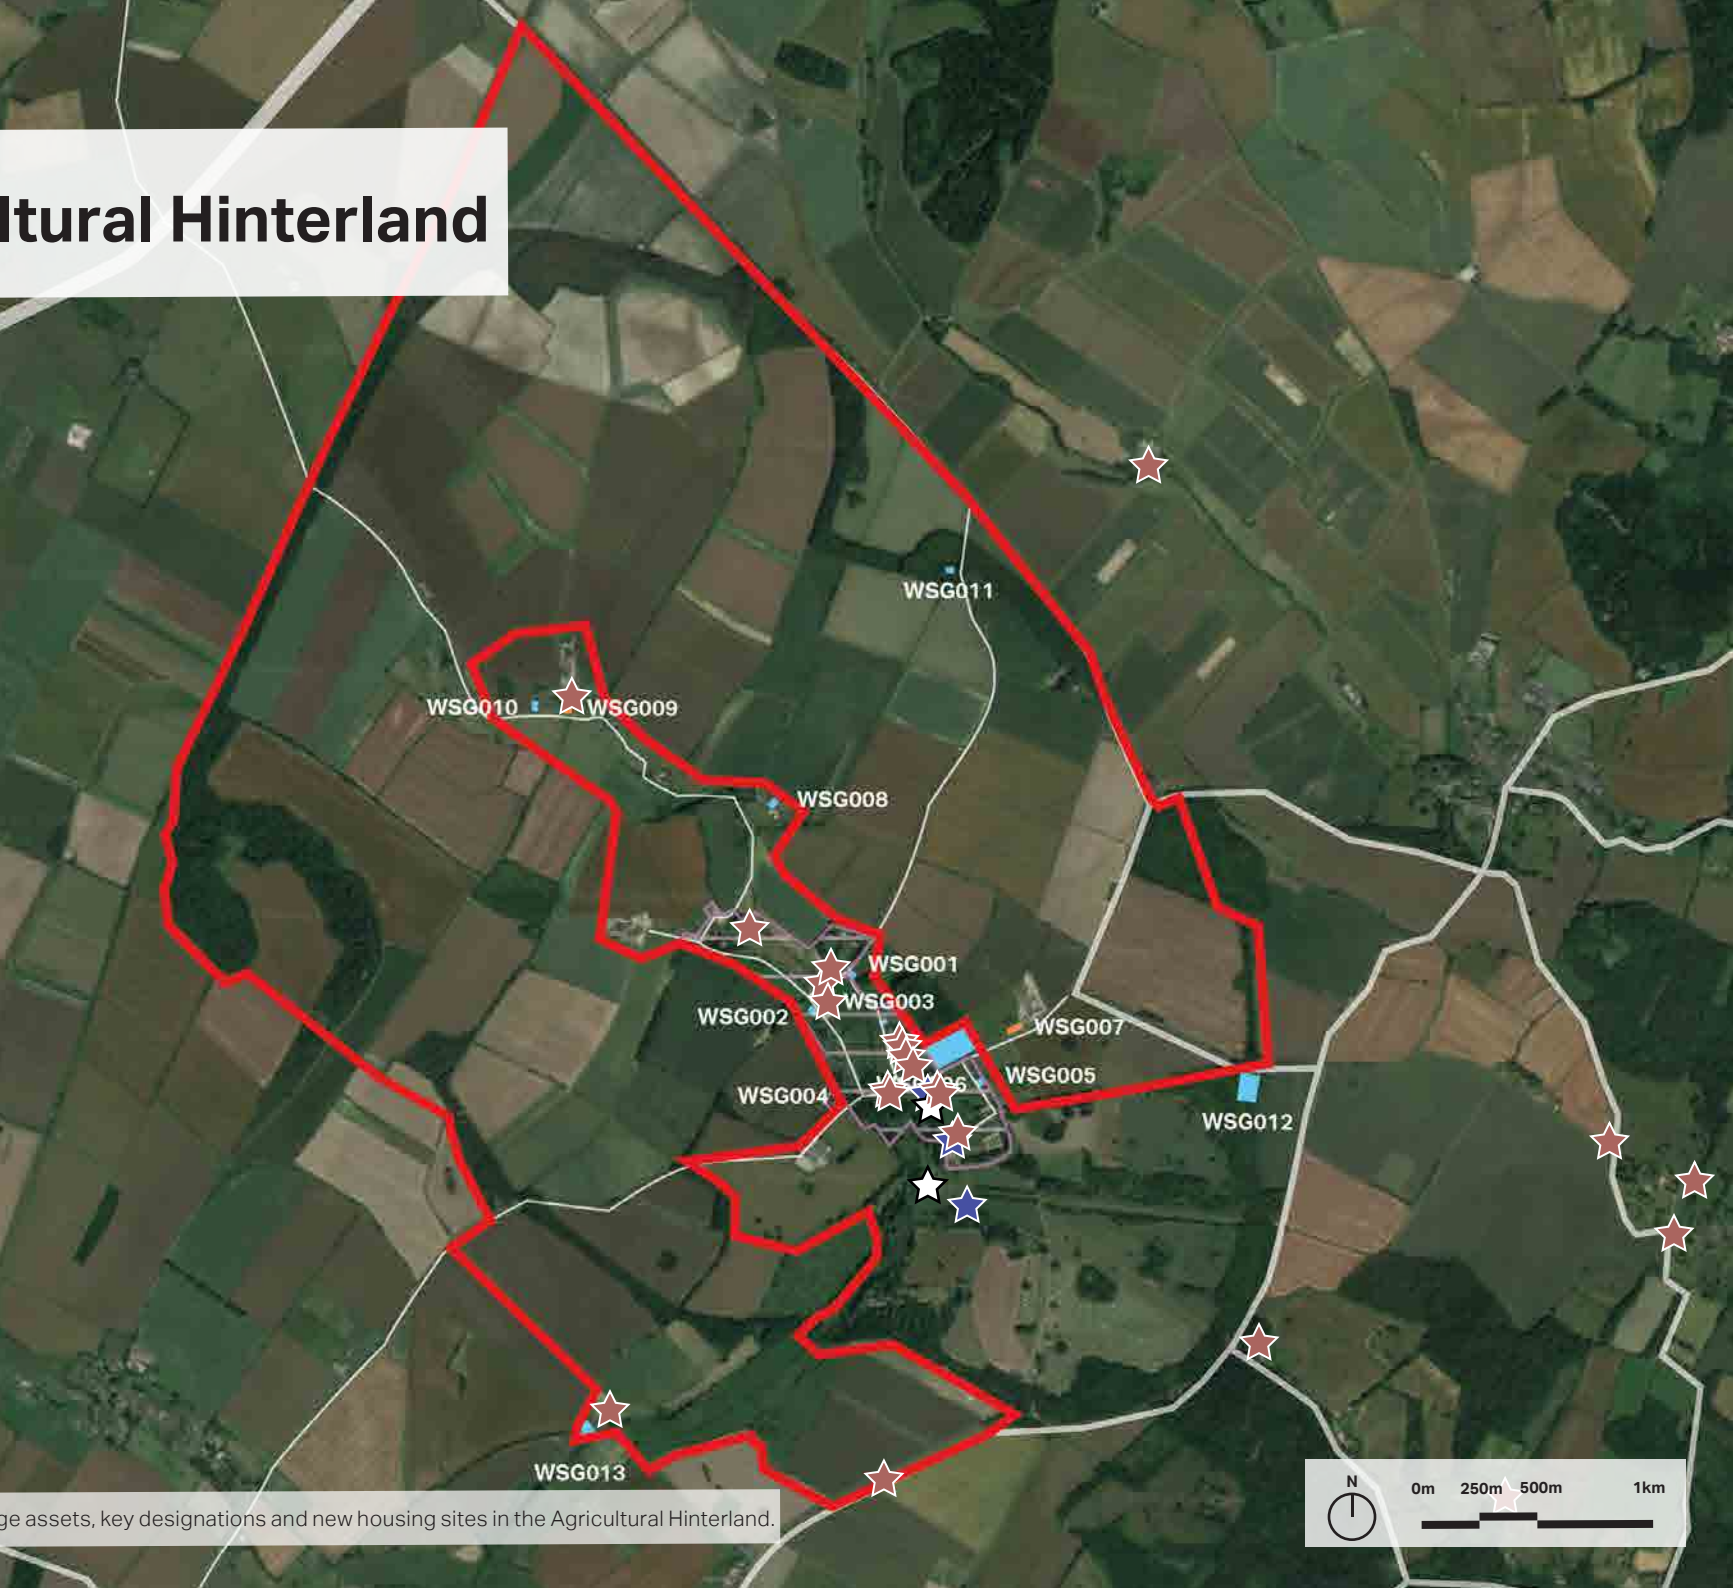 ltural Hinterland
WSG011
WSG010
WSG009
WSG008
WSG001
WSG003
WSG002
WSG007
WSG005
WSG004
WSG012
WSG013
ge assets, key designations and new housing sites in the Agricultural Hinterland.
N
0m 250m 500m 1km